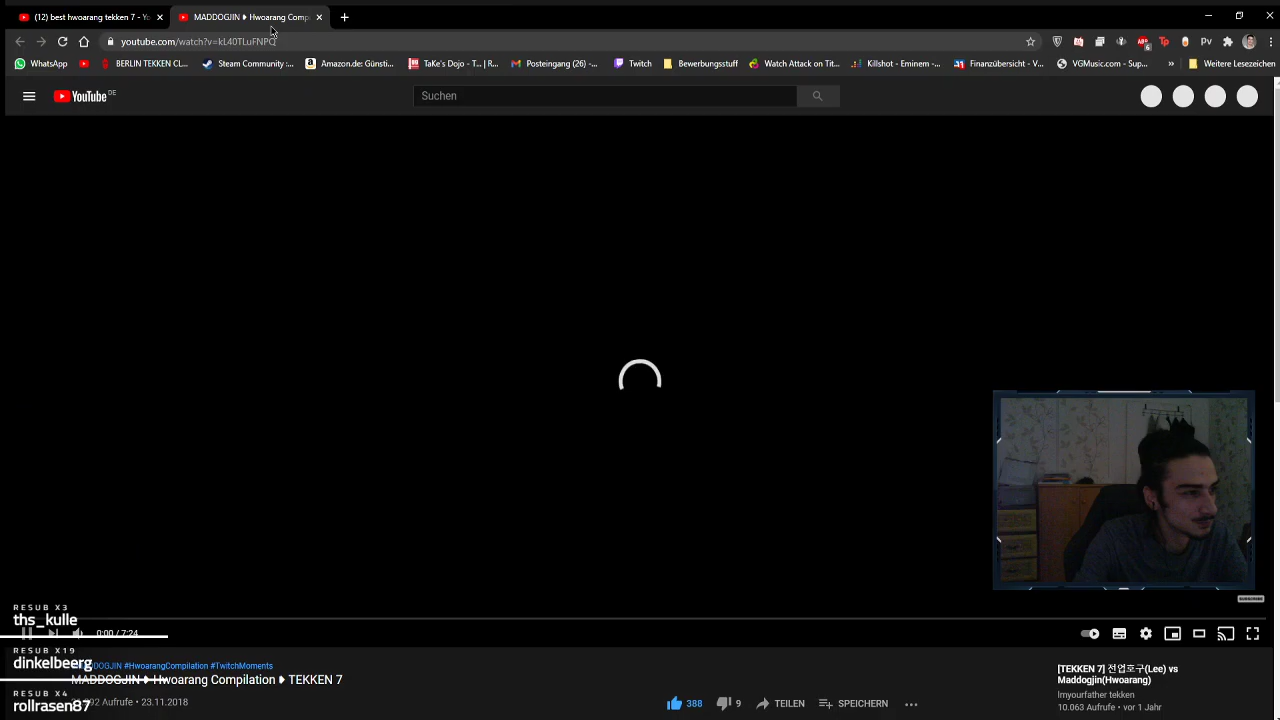 (12) best hwoarang tekken 7 - Yo
MADDOGJIN ❥ Hwoarang Comp
youtube.com/watch?v=kL40TLuFNPQ
WhatsApp
BERLIN TEKKEN CL...
Steam Community :...
Amazon.de: Günsti...
TaKe's Dojo - T... | R...
Posteingang (26) -...
Twitch
Bewerbungsstuff
Watch Attack on Tit...
Killshot - Eminem -...
Finanzübersicht - V...
VGMusic.com - Sup...
»
Weitere Lesezeichen
YouTube DE
Suchen
RESUB X3
ths_kulle
0:00 / 7:24
RESUB X19
dinkelbeerg
#HwoarangCompilation #TwitchMoments
MADDOGJIN ❥ Hwoarang Compilation ❥ TEKKEN 7
RESUB X4
rollrasen87
Aufrufe • 23.11.2018
388
9
TEILEN
SPEICHERN
[TEKKEN 7] 전업호구(Lee) vs
Maddogjin(Hwoarang)
Imyourfather tekken
10.063 Aufrufe • vor 1 Jahr